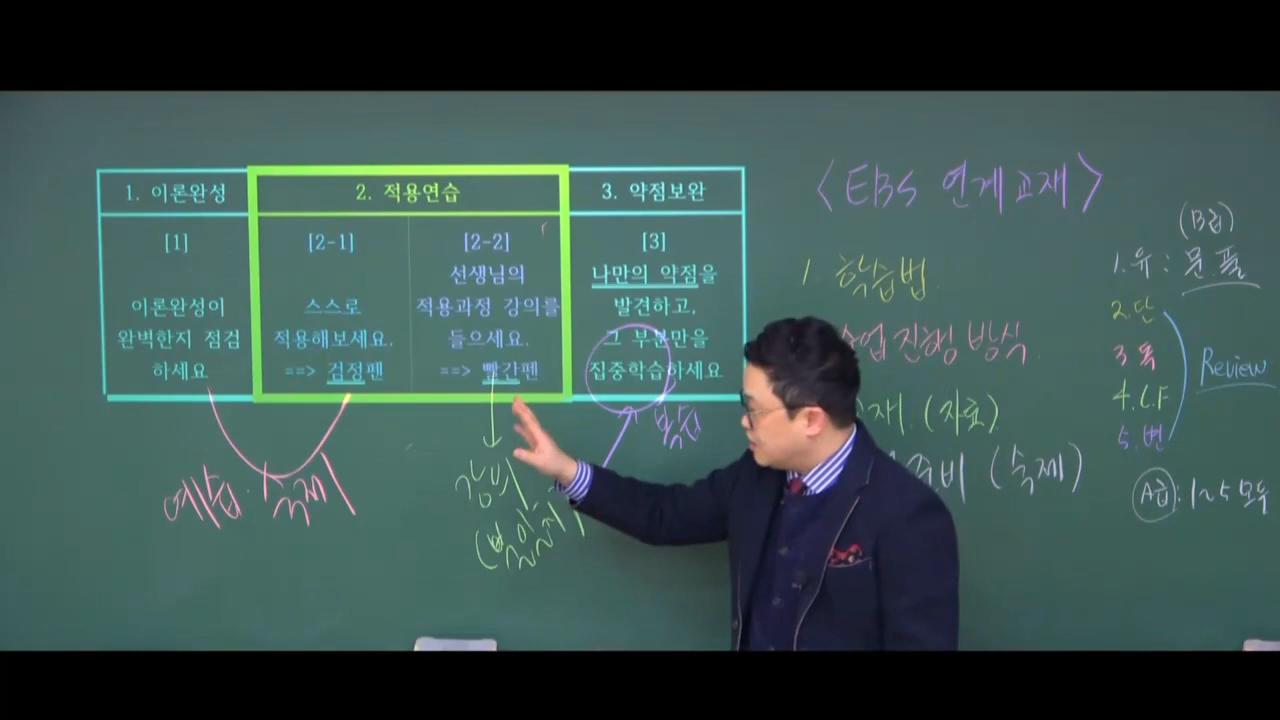 1. 이론완성
2. 적용연습
3. 약점보완
[1]
이론완성이
완벽한지 점검
하세요
[2-1]
스스로
적용해보세요.
==> 검정펜
[2-2]
선생님의
적용과정 강의를
들으세요.
==> 빨간펜
[3]
나만의 약점을
발견하고,
그 부분만을
집중학습하세요
예습·숙제
강의
복습
<EBS 연계교재>
1. 학습법
수업 진행 방식.
(자료)
준비 (숙제)
(B급)
1. 유:
2. 단
3 독
5. 변
Review
A급: 1~5 모두